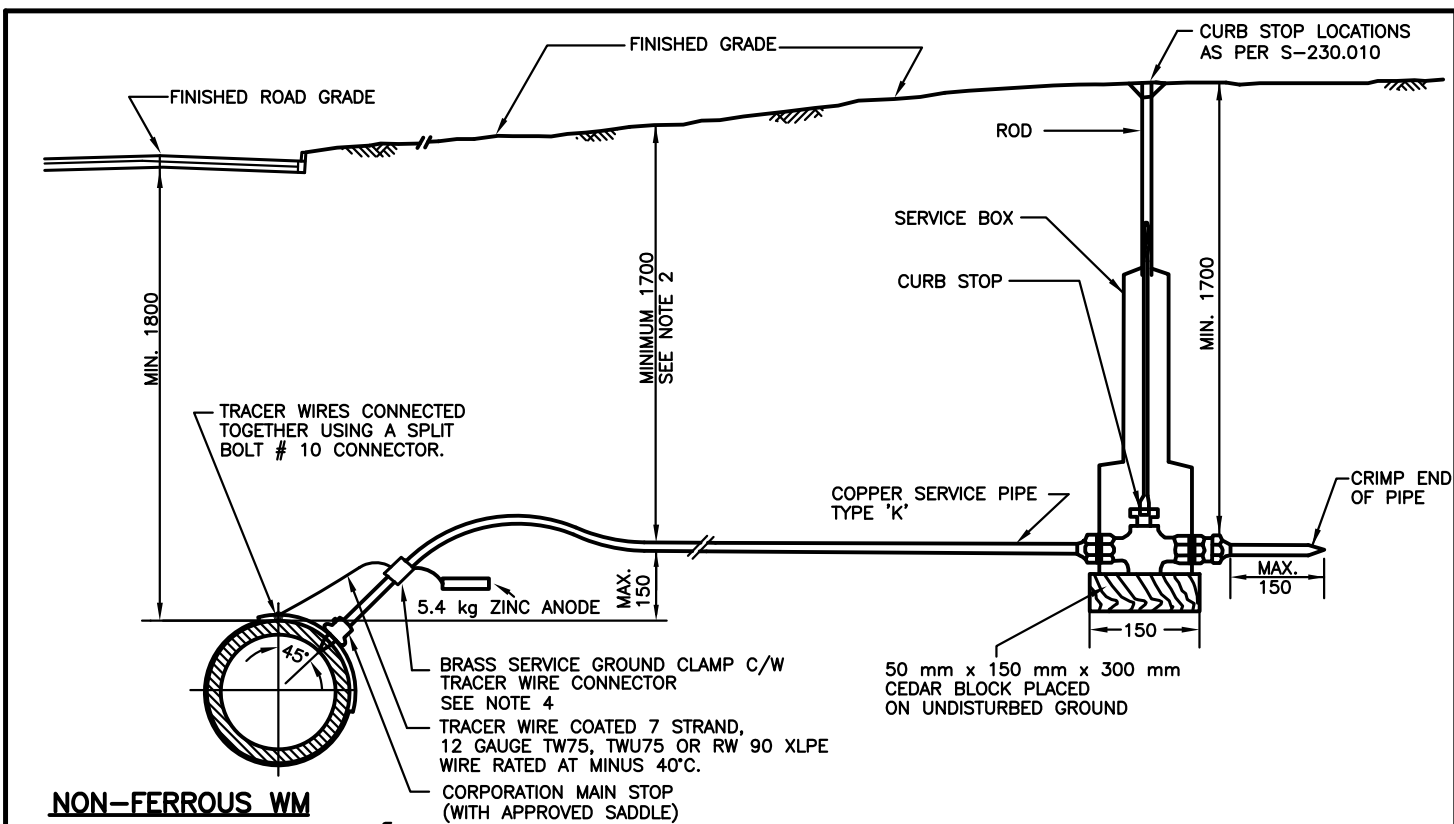 FINISHED GRADE
CURB STOP LOCATIONS
AS PER S-230.010
FINISHED ROAD GRADE
ROD
SERVICE BOX
CURB STOP
MIN. 1800
MINIMUM 1700
SEE NOTE 2
MIN. 1700
TRACER WIRES CONNECTED
TOGETHER USING A SPLIT
BOLT # 10 CONNECTOR.
COPPER SERVICE PIPE
TYPE 'K'
CRIMP END
OF PIPE
MAX.
150
5.4 kg ZINC ANODE
MAX.
150
150
45°
BRASS SERVICE GROUND CLAMP C/W
TRACER WIRE CONNECTOR
SEE NOTE 4
50 mm x 150 mm x 300 mm
CEDAR BLOCK PLACED
ON UNDISTURBED GROUND
TRACER WIRE COATED 7 STRAND,
12 GAUGE TW75, TWU75 OR RW 90 XLPE
WIRE RATED AT MINUS 40°C.
CORPORATION MAIN STOP
(WITH APPROVED SADDLE)
NON-FERROUS WM